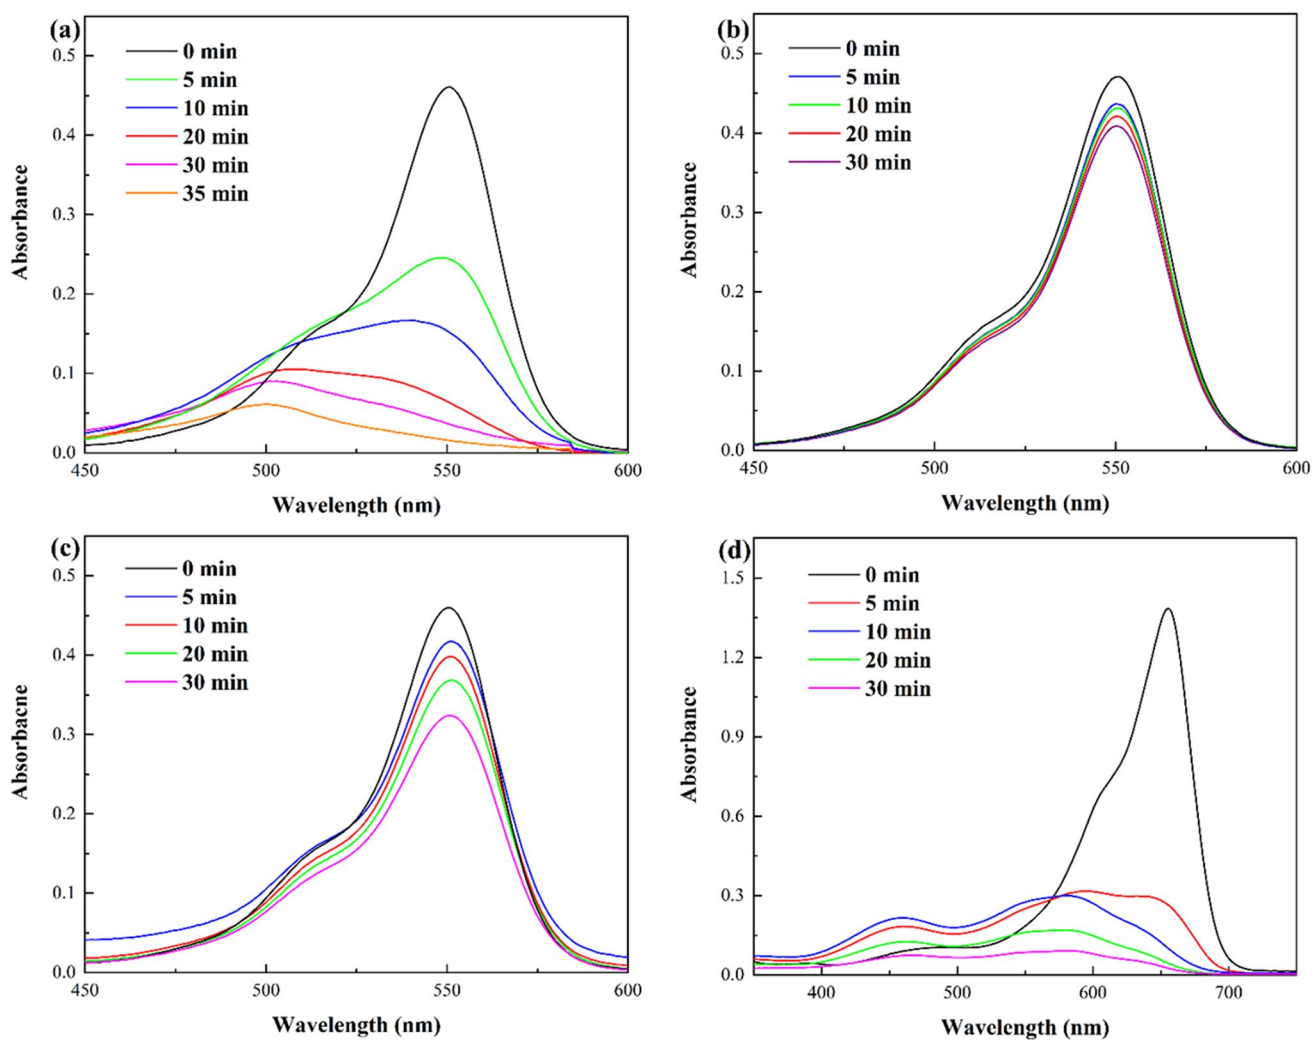 (a)
0 min
5 min
10 min
20 min
30 min
35 min
0.5
0.4
0.3
0.2
0.1
0.0
Absorbance
450 500 550 600
Wavelength (nm)
(b)
0 min
5 min
10 min
20 min
30 min
0.5
0.4
0.3
0.2
0.1
0.0
Absorbance
450 500 550 600
Wavelength (nm)
(c)
0 min
5 min
10 min
20 min
30 min
0.5
0.4
0.3
0.2
0.1
0.0
Absorbacne
450 500 550 600
Wavelength (nm)
(d)
0 min
5 min
10 min
20 min
30 min
1.5
1.2
0.9
0.6
0.3
0.0
Absorbance
400 500 600 700
Wavelength (nm)